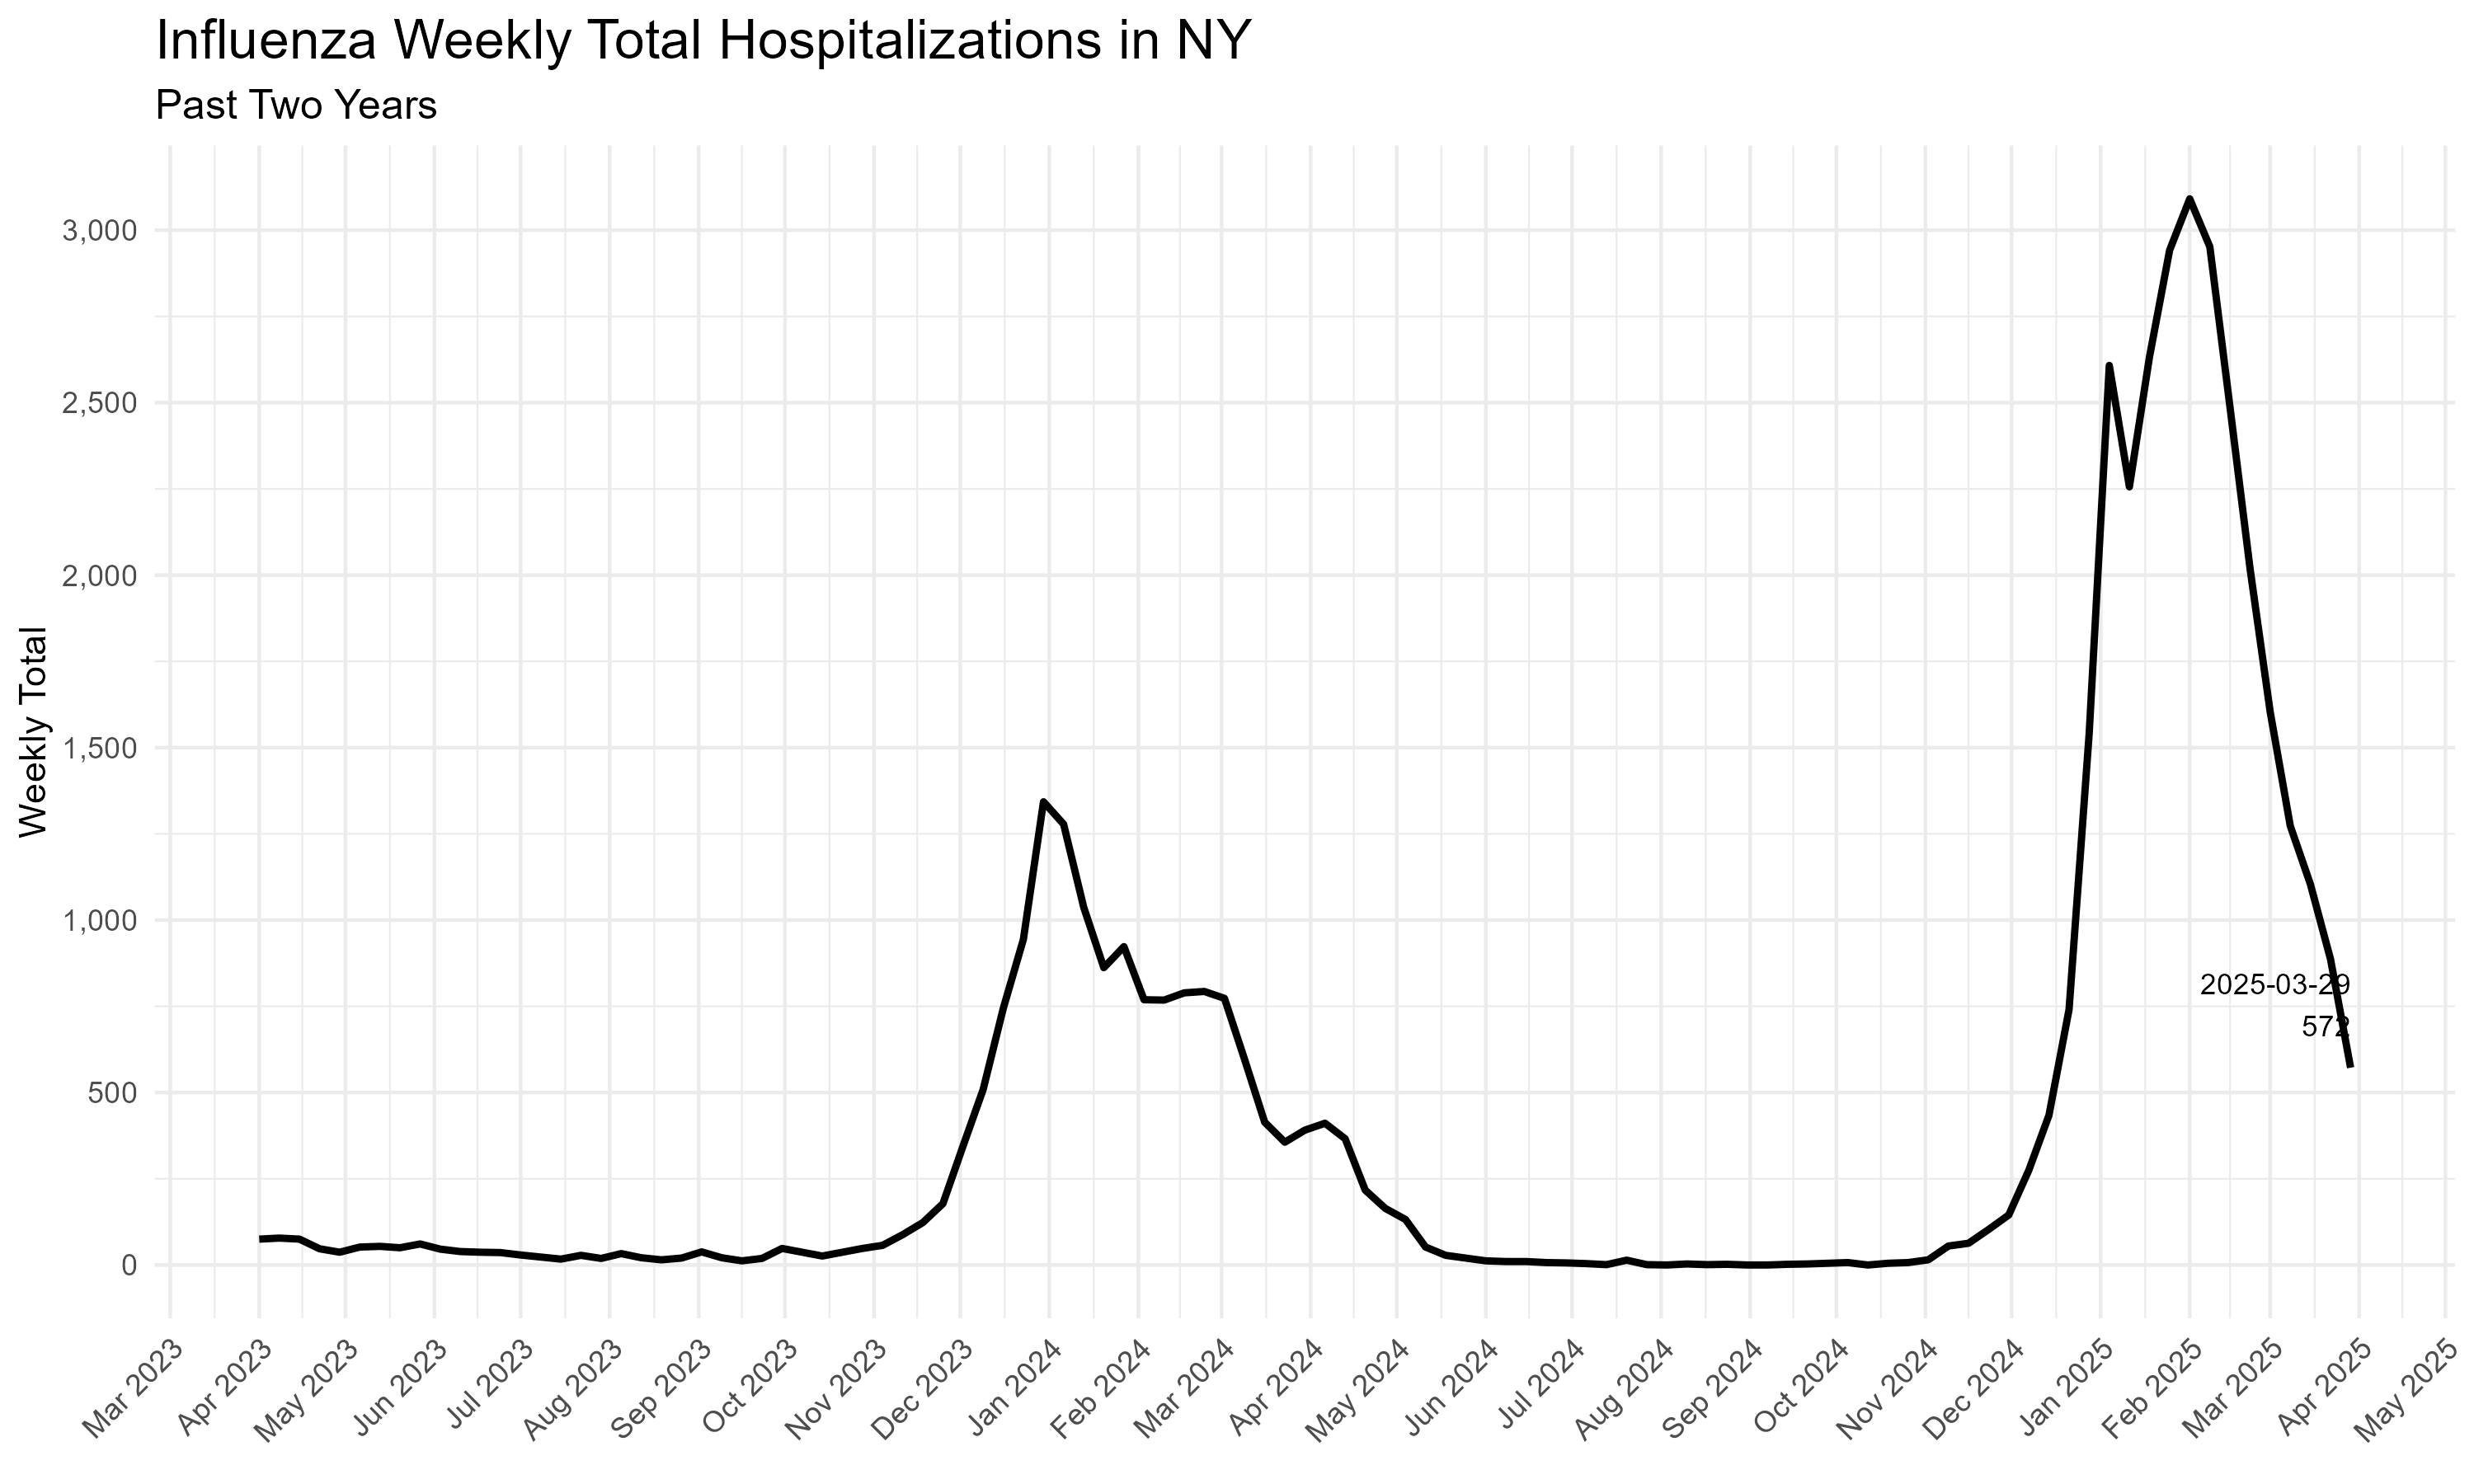 Influenza Weekly Total Hospitalizations in NY
Past Two Years
Weekly Total
3,000
2,500
2,000
1,500
1,000
500
0
2025-03-29
572
Mar 2023
Apr 2023
May 2023
Jun 2023
Jul 2023
Aug 2023
Sep 2023
Oct 2023
Nov 2023
Dec 2023
Jan 2024
Feb 2024
Mar 2024
Apr 2024
May 2024
Jun 2024
Jul 2024
Aug 2024
Sep 2024
Oct 2024
Nov 2024
Dec 2024
Jan 2025
Feb 2025
Mar 2025
Apr 2025
May 2025